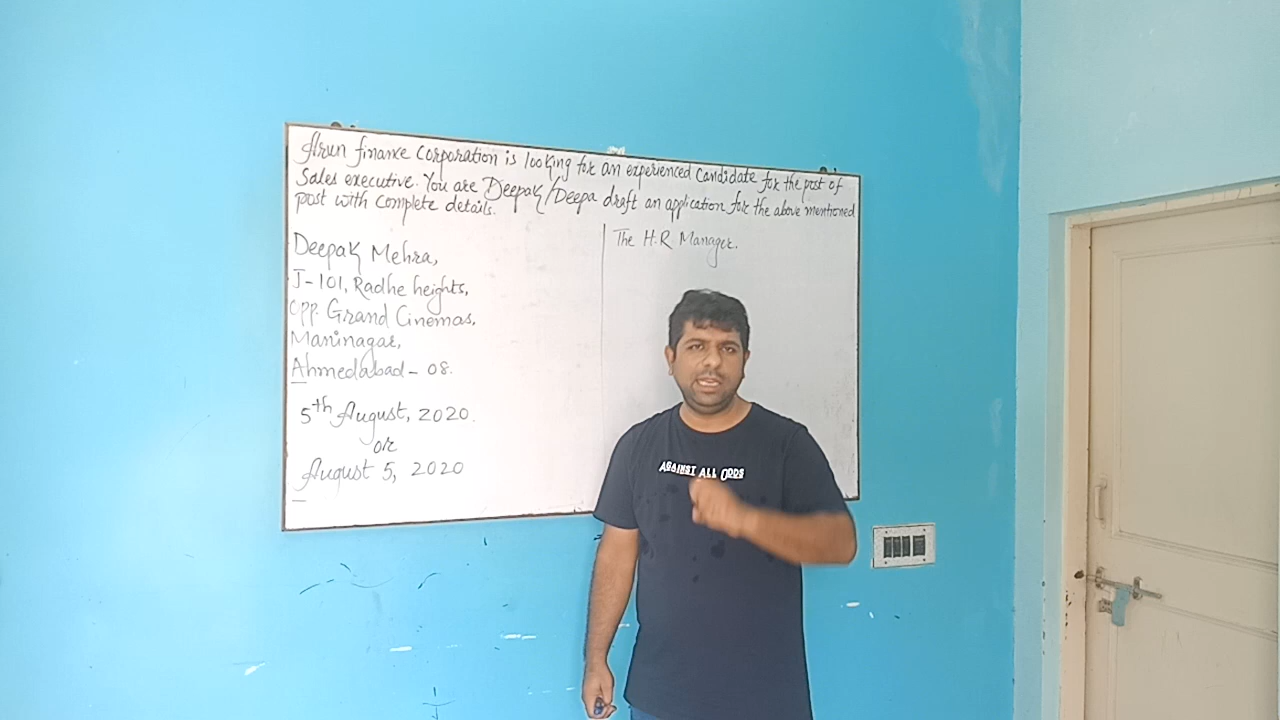 Arun finance corporation is looking for an experienced candidate for the post of
Sales executive. You are Deepak/Deepa draft an application for the above mentioned
post with complete details.
Deepak Mehra,
J-101, Radhe heights,
Opp. Grand Cinemas,
Maninagar,
Ahmedabad - 08.
5th August, 2020.
or
August 5, 2020
The H.R Manager.
AGAINST ALL ODDS